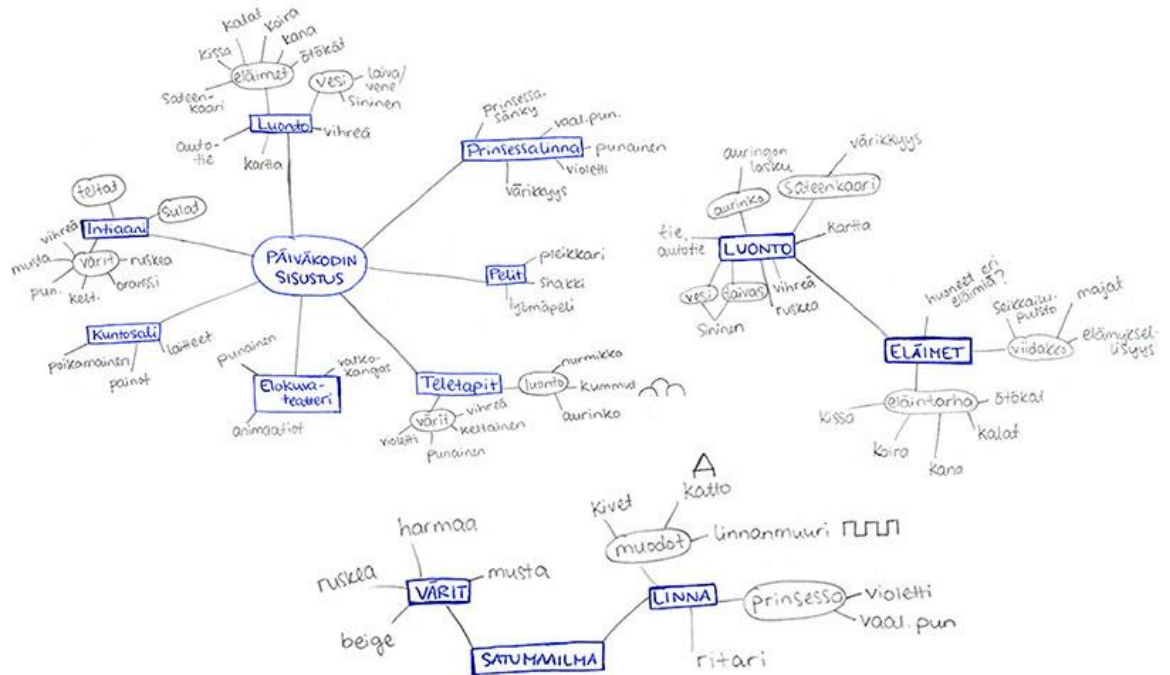 kalat
koira
kana
kissa
ötökät
eläimet
Sateen-
kaari
vesi
laiva/
vene
sininen
Luonto
vihreä
auto-
tie
kartta
prinsessa-
sänky
vaal.pun.
Prinsessalinna
punainen
violetti
värikkyys
teltat
sulat
Intiaani
vihreä
musta
värit
ruskea
pun.
kelt.
oranssi
PÄIVÄKODIN
SISUSTUS
pleikkari
Pelit
shakki
lyömäpeli
Kuntosali
poikamainen
painot
laitteet
punainen
valko-
kangas
Elokuva-
teatteri
animaatiot
Teletapit
nurmikko
luonto
kummut
aurinko
värit
vihreä
keltainen
violetti
punainen
auringon
lasku
värikkyys
aurinko
sateenkaari
tie,
autotie
LUONTO
kartta
vesi
taivas
vihreä
ruskea
sininen
huoneet eri
eläimiä?
seikkailu-
puisto
majat
ELÄIMET
viidakko
elämyksel-
lisyys
eläintarha
kissa
ötökät
koira
kana
kalat
A
kivet
katto
muodot
linnanmuuri
harmaa
ruskea
VÄRIT
musta
beige
LINNA
prinsessa
violetti
vaal.pun
ritari
SATUMAAILMA